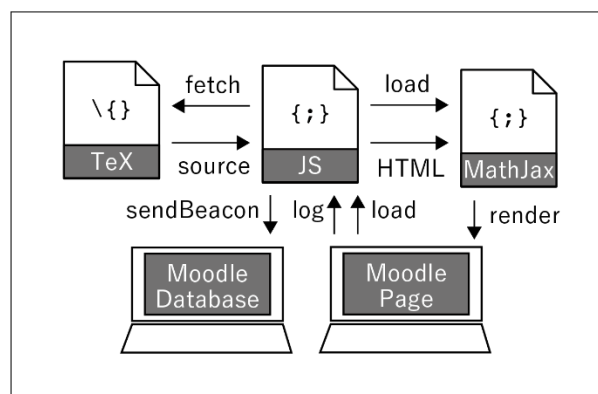 fetch
load
\{}
{;}
{;}
TeX
source
JS
HTML
MathJax
sendBeacon
log
load
render
Moodle
Database
Moodle
Page